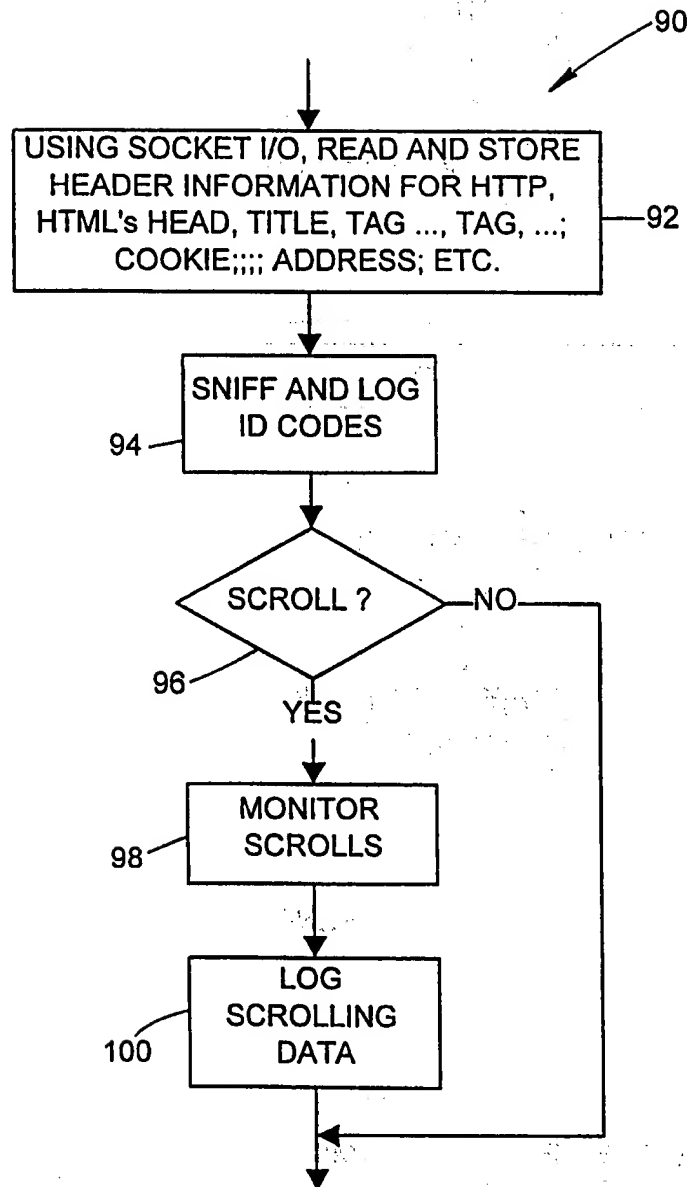 90
USING SOCKET I/O, READ AND STORE
HEADER INFORMATION FOR HTTP,
HTML's HEAD, TITLE, TAG ..., TAG, ...;
COOKIE;;;; ADDRESS; ETC.
92
SNIFF AND LOG
ID CODES
94
SCROLL ?
NO
96
YES
MONITOR
SCROLLS
98
LOG
SCROLLING
DATA
100